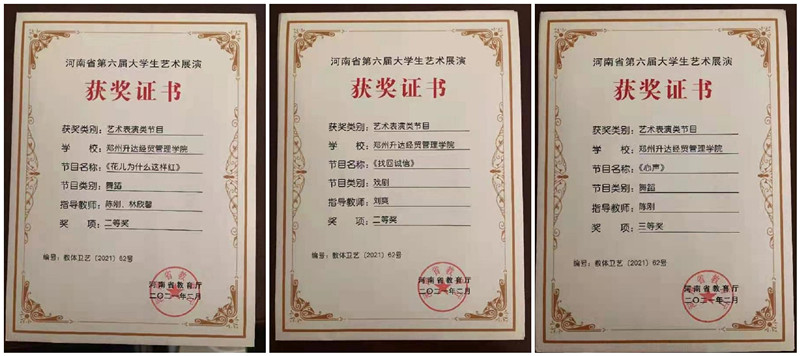 河南省第六届大学生艺术展演
获奖证书
获奖类别：艺术表演类节目
学 校：郑州升达经贸管理学院
节目名称：《花儿为什么这样红》
节目类别：舞蹈
指导教师：陈刚、林欣馨
奖 项：二等奖
编号：教体卫艺〔2021〕62号
河南省教育厅
二〇二一年二月
河南省第六届大学生艺术展演
获奖证书
获奖类别：艺术表演类节目
学 校：郑州升达经贸管理学院
节目名称：《找回诚信》
节目类别：戏剧
指导教师：刘爽
奖 项：二等奖
编号：教体卫艺〔2021〕62号
河南省教育厅
二〇二一年二月
河南省第六届大学生艺术展演
获奖证书
获奖类别：艺术表演类节目
学 校：郑州升达经贸管理学院
节目名称：《心声》
节目类别：舞蹈
指导教师：陈刚
奖 项：三等奖
编号：教体卫艺〔2021〕62号
河南省教育厅
二〇二一年二月